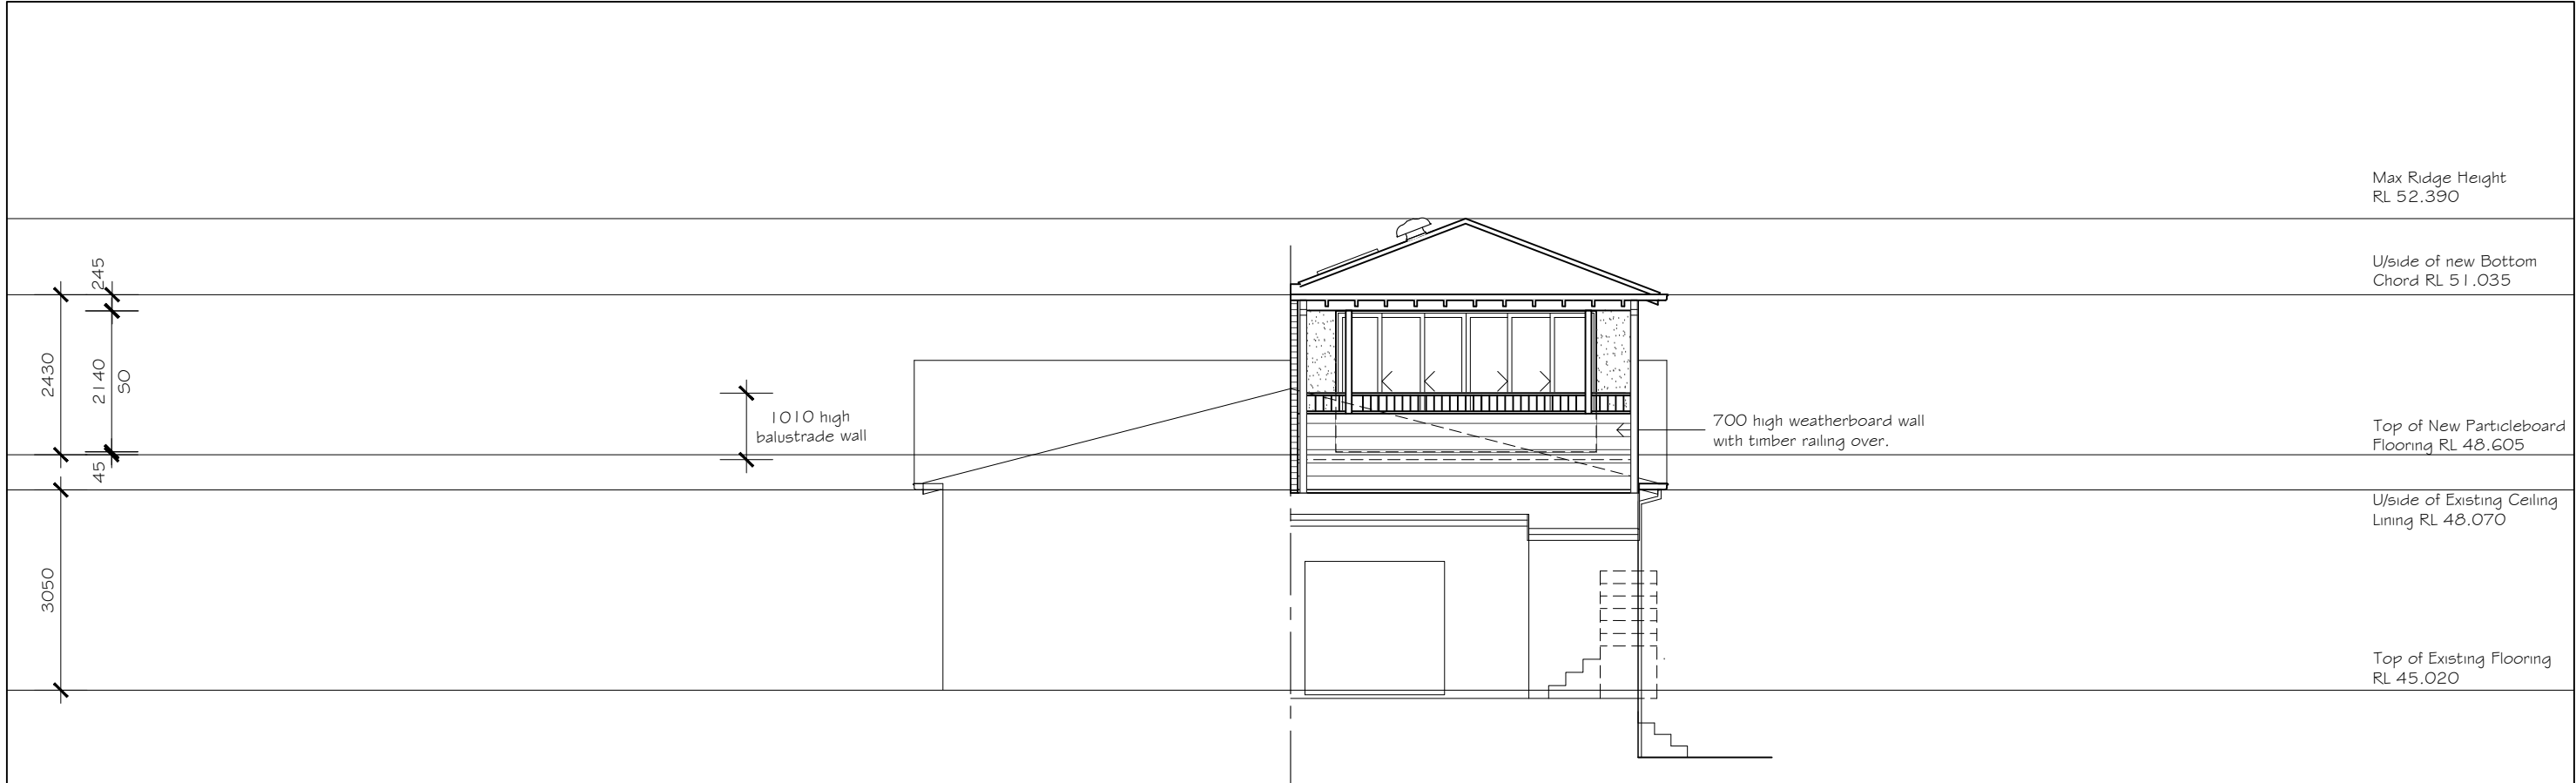 Max Ridge Height
RL 52.390
U/side of new Bottom
Chord RL 51.035
245
2430
2140
50
45
1010 high
balustrade wall
700 high weatherboard wall
with timber railing over.
Top of New Particleboard
Flooring RL 48.605
U/side of Existing Ceiling
Lining RL 48.070
3050
Top of Existing Flooring
RL 45.020